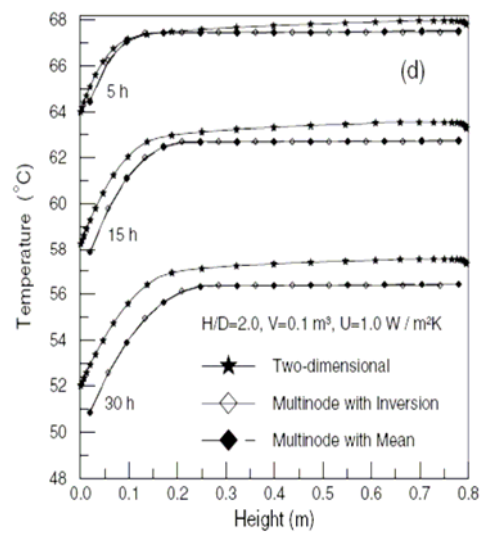 68
66
64
62
60
58
56
54
52
50
48
Temperature (°C)
(d)
5 h
15 h
30 h
H/D=2.0, V=0.1 m³, U=1.0 W / m²K
Two-dimensional
Multinode with Inversion
Multinode with Mean
0.0 0.1 0.2 0.3 0.4 0.5 0.6 0.7 0.8
Height (m)